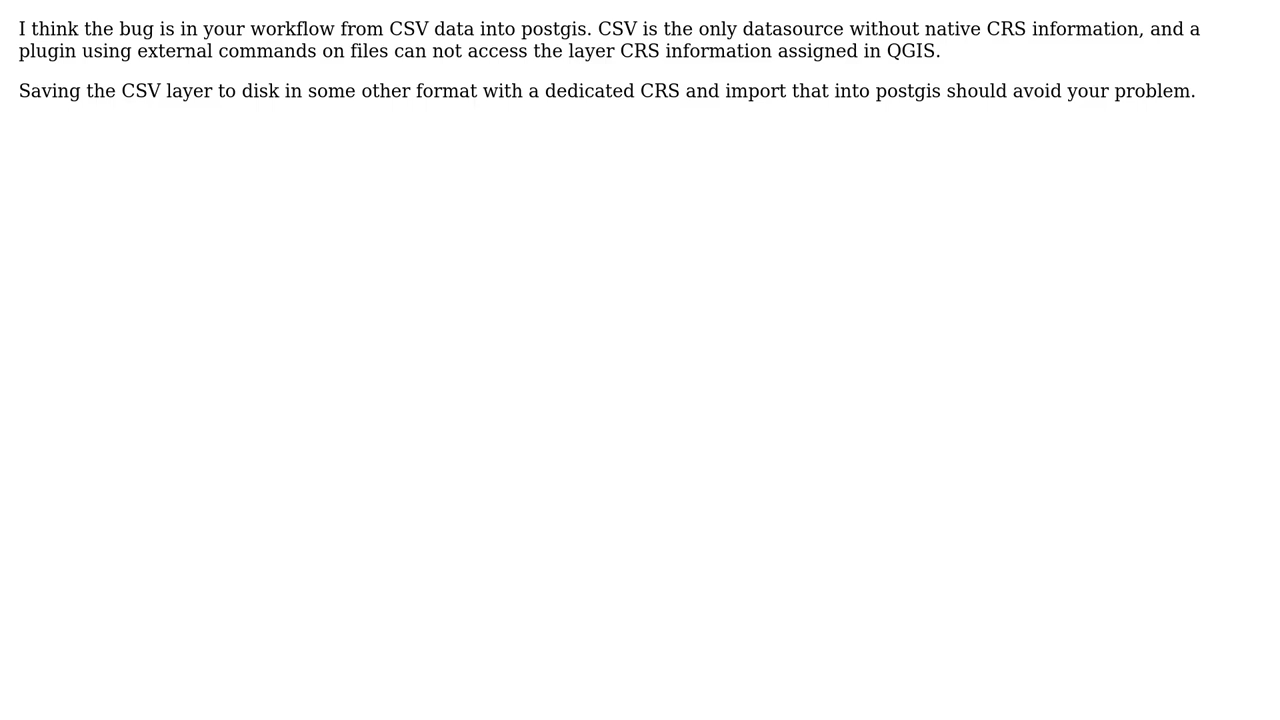 I think the bug is in your workflow from CSV data into postgis. CSV is the only datasource without native CRS information, and a
plugin using external commands on files can not access the layer CRS information assigned in QGIS.
Saving the CSV layer to disk in some other format with a dedicated CRS and import that into postgis should avoid your problem.